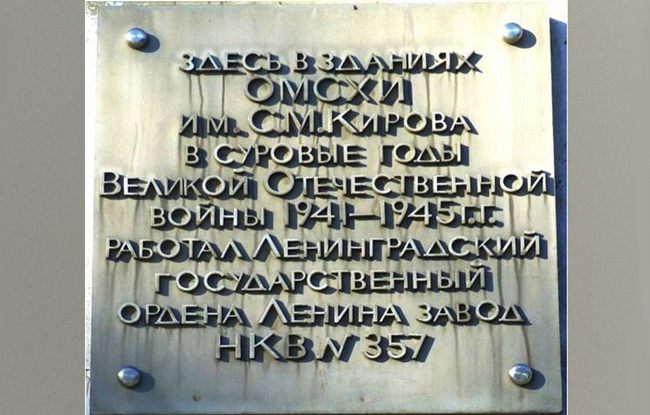 ЗДЕСЬ В ЗДАНИЯХ
ОМСХИ
ИМ. С.М.КИРОВА
В СУРОВЫЕ ГОДЫ
ВЕЛИКОЙ ОТЕЧЕСТВЕННОЙ
ВОЙНЫ 1941–1945 Г.Г.
РАБОТАЛ ЛЕНИНГРАДСКИЙ
ГОСУДАРСТВЕННЫЙ
ОРДЕНА ЛЕНИНА ЗАВОД
НКВ N 357